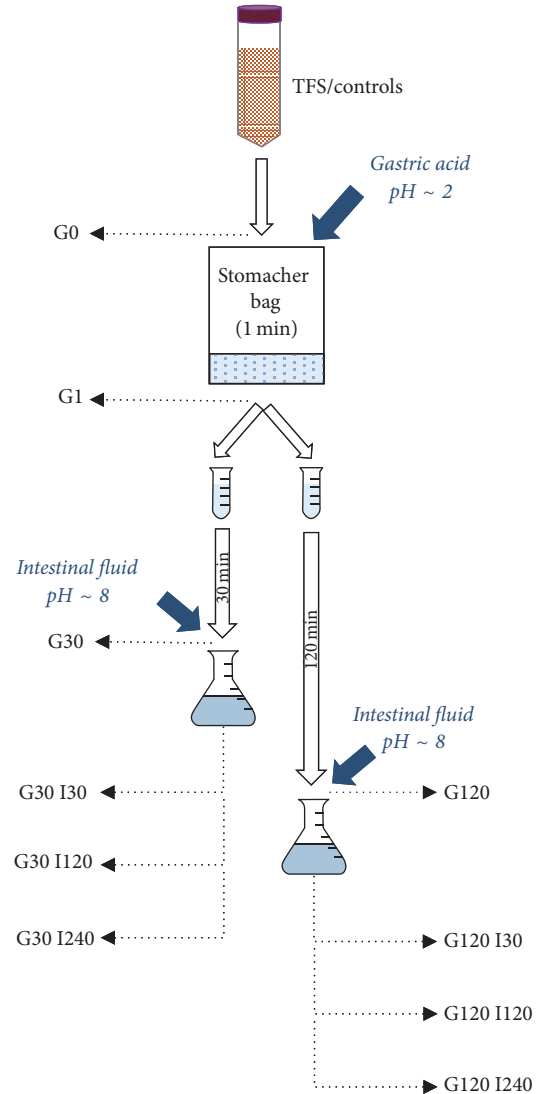 TFS/controls
Gastric acid
pH ~ 2
G0
Stomacher
bag
(1 min)
G1
30 min
120 min
Intestinal fluid
pH ~ 8
G30
Intestinal fluid
pH ~ 8
G30 I30
G120
G30 I120
G30 I240
G120 I30
G120 I120
G120 I240